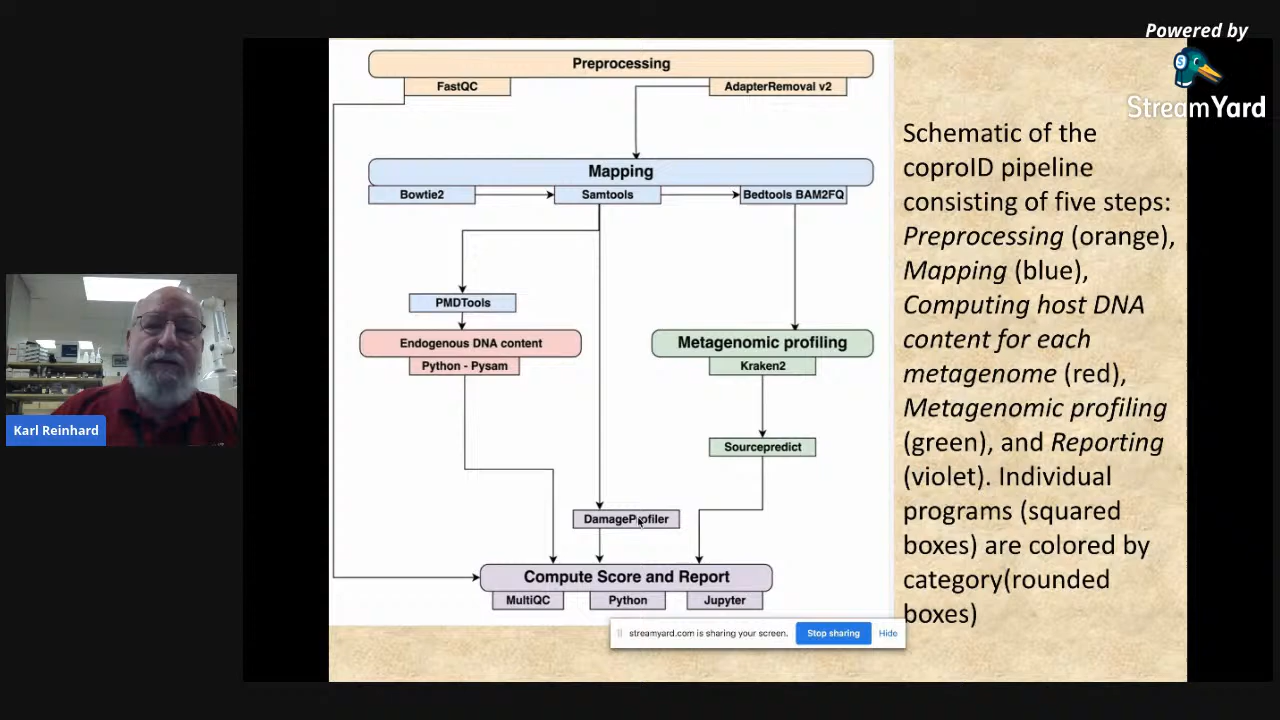 Powered by
StreamYard
Preprocessing
FastQC
AdapterRemoval v2
Mapping
Bowtie2
Samtools
Bedtools BAM2FQ
PMDTools
Endogenous DNA content
Python - Pysam
Metagenomic profiling
Kraken2
Sourcepredict
DamageProfiler
Compute Score and Report
MultiQC
Python
Jupyter
Schematic of the
coproID pipeline
consisting of five steps:
Preprocessing (orange),
Mapping (blue),
Computing host DNA
content for each
metagenome (red),
Metagenomic profiling
(green), and Reporting
(violet). Individual
programs (squared
boxes) are colored by
category(rounded
boxes)
Karl Reinhard
streamyard.com is sharing your screen.
Stop sharing
Hide